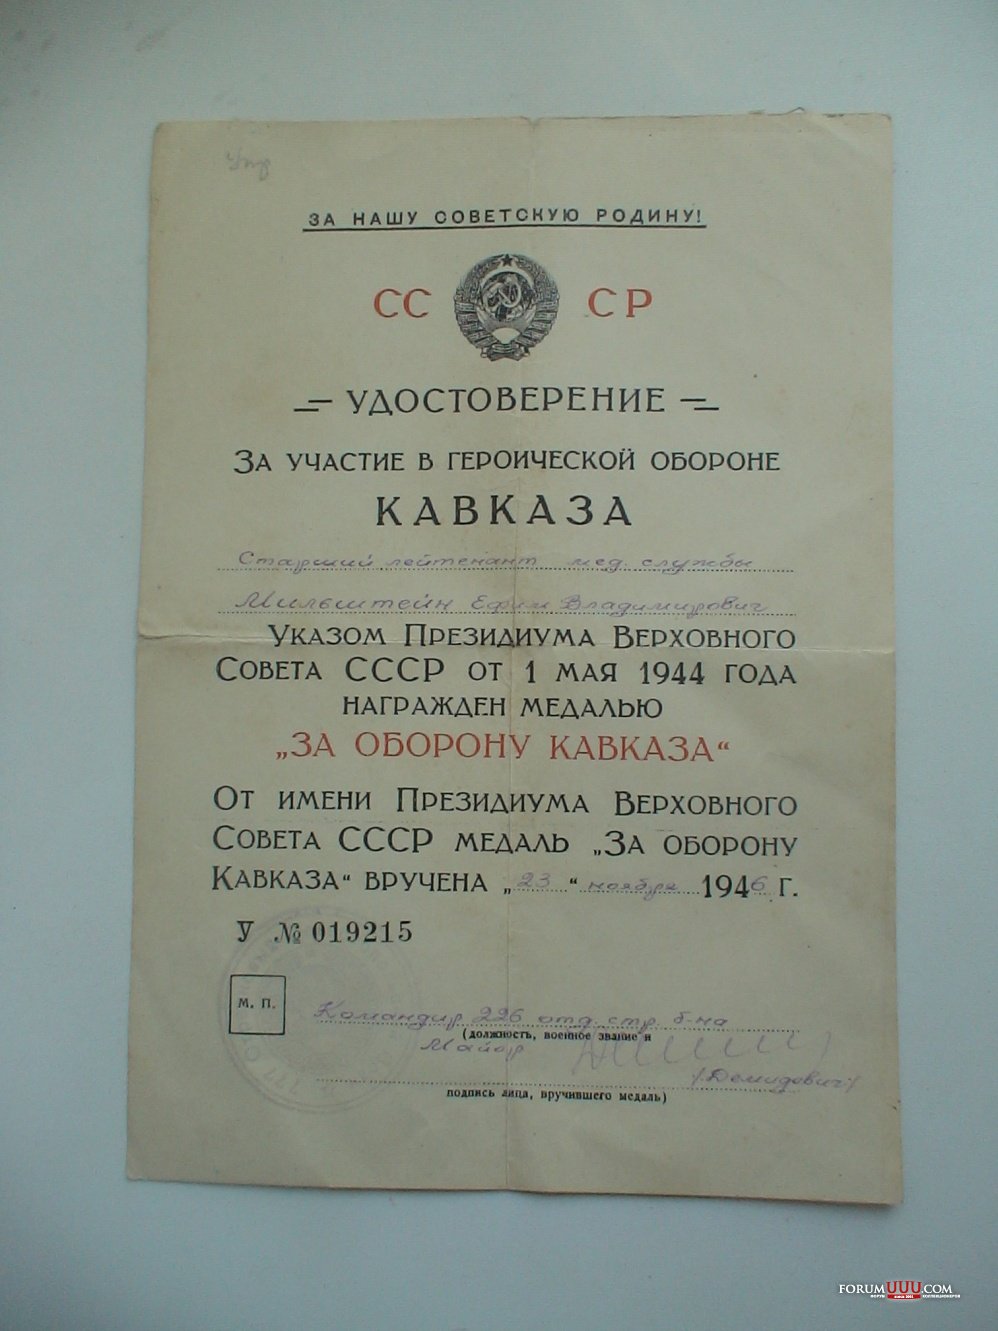 ЗА НАШУ СОВЕТСКУЮ РОДИНУ!
СС СР
УДОСТОВЕРЕНИЕ
ЗА УЧАСТИЕ В ГЕРОИЧЕСКОЙ ОБОРОНЕ
КАВКАЗА
Старший лейтенант мед. службы
Мильштейн Ефим Владимирович
УКАЗОМ ПРЕЗИДИУМА ВЕРХОВНОГО
СОВЕТА СССР ОТ 1 МАЯ 1944 ГОДА
НАГРАЖДЕН МЕДАЛЬЮ
„ЗА ОБОРОНУ КАВКАЗА“
ОТ ИМЕНИ ПРЕЗИДИУМА ВЕРХОВНОГО
СОВЕТА СССР МЕДАЛЬ „ЗА ОБОРОНУ
КАВКАЗА“ ВРУЧЕНА „23“ ноября 1946 Г.
У № 019215
М. П.
Командир 226 отд. стр. б-на
(должность, военное звание и
Майор
/Демидович/
подпись лица, вручившего медаль)
FORUMUUU.COM